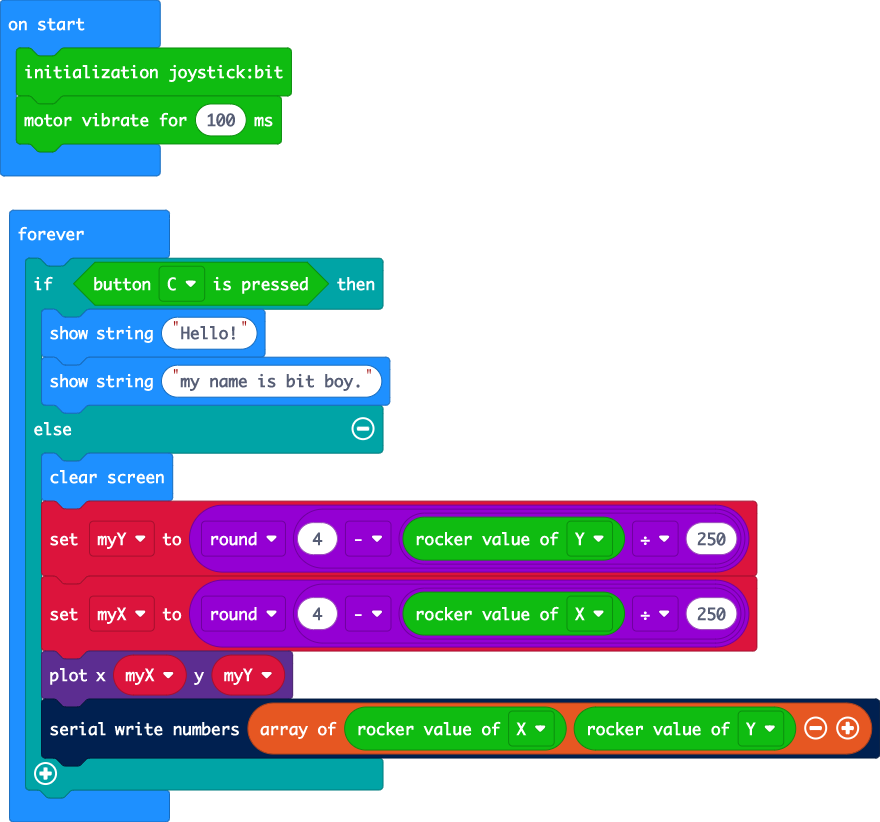 on start
initialization joystick:bit
motor vibrate for 100 ms
forever
if button C is pressed then
show string "Hello!"
show string "my name is bit boy."
else
clear screen
set myY to round 4 - rocker value of Y ÷ 250
set myX to round 4 - rocker value of X ÷ 250
plot x myX y myY
serial write numbers array of rocker value of X rocker value of Y